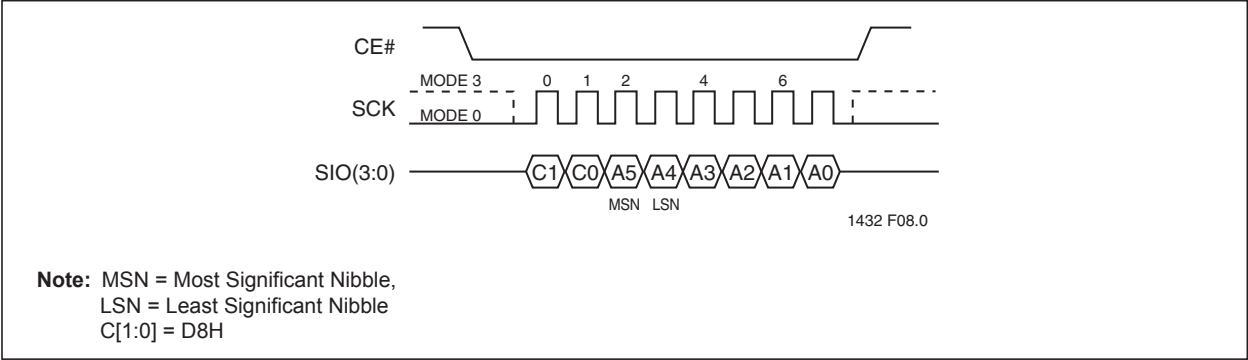 CE#
MODE 3 0 1 2 4 6
SCK
MODE 0
SIO(3:0) C1 C0 A5 A4 A3 A2 A1 A0
MSN LSN
1432 F08.0
Note: MSN = Most Significant Nibble,
LSN = Least Significant Nibble
C[1:0] = D8H